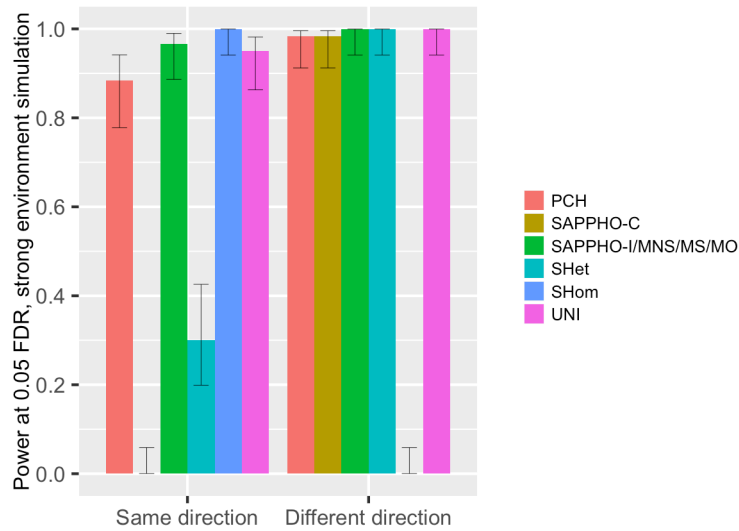 Power at 0.05 FDR, strong environment simulation
1.0
0.8
0.6
0.4
0.2
0.0
Same direction
Different direction
PCH
SAPPHO-C
SAPPHO-I/MNS/MS/MO
SHet
SHom
UNI